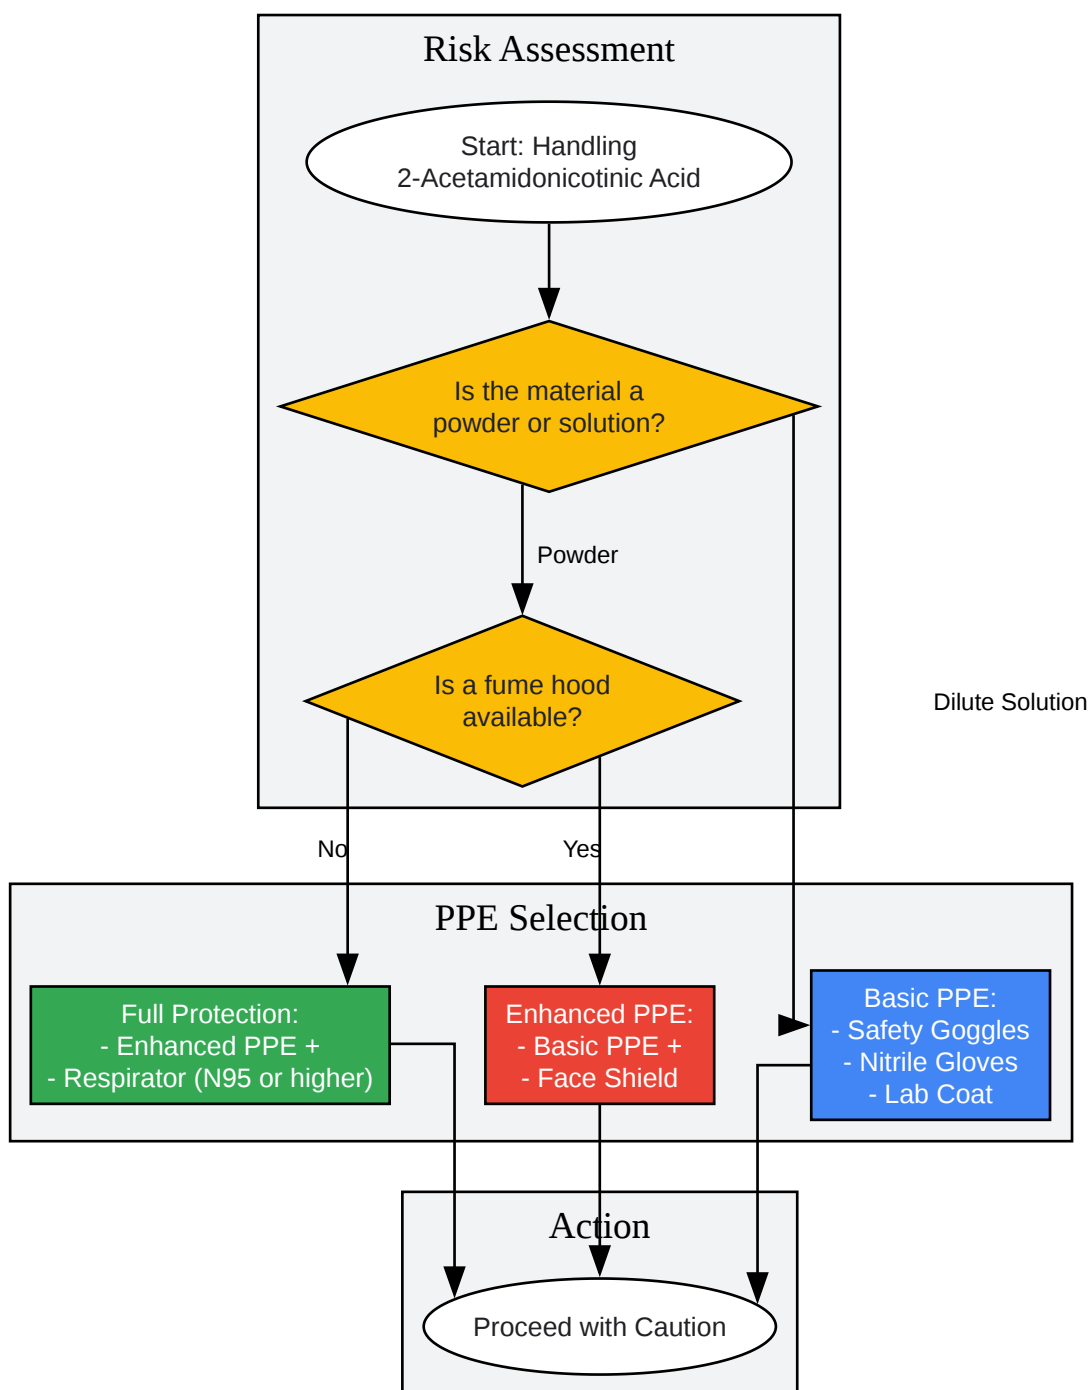 Risk Assessment
Start: Handling
2-Acetamidonicotinic Acid
Is the material a
powder or solution?
Powder
Is a fume hood
available?
Dilute Solution
No
Yes
PPE Selection
Full Protection:
- Enhanced PPE +
- Respirator (N95 or higher)
Enhanced PPE:
- Basic PPE +
- Face Shield
Basic PPE:
- Safety Goggles
- Nitrile Gloves
- Lab Coat
Action
Proceed with Caution